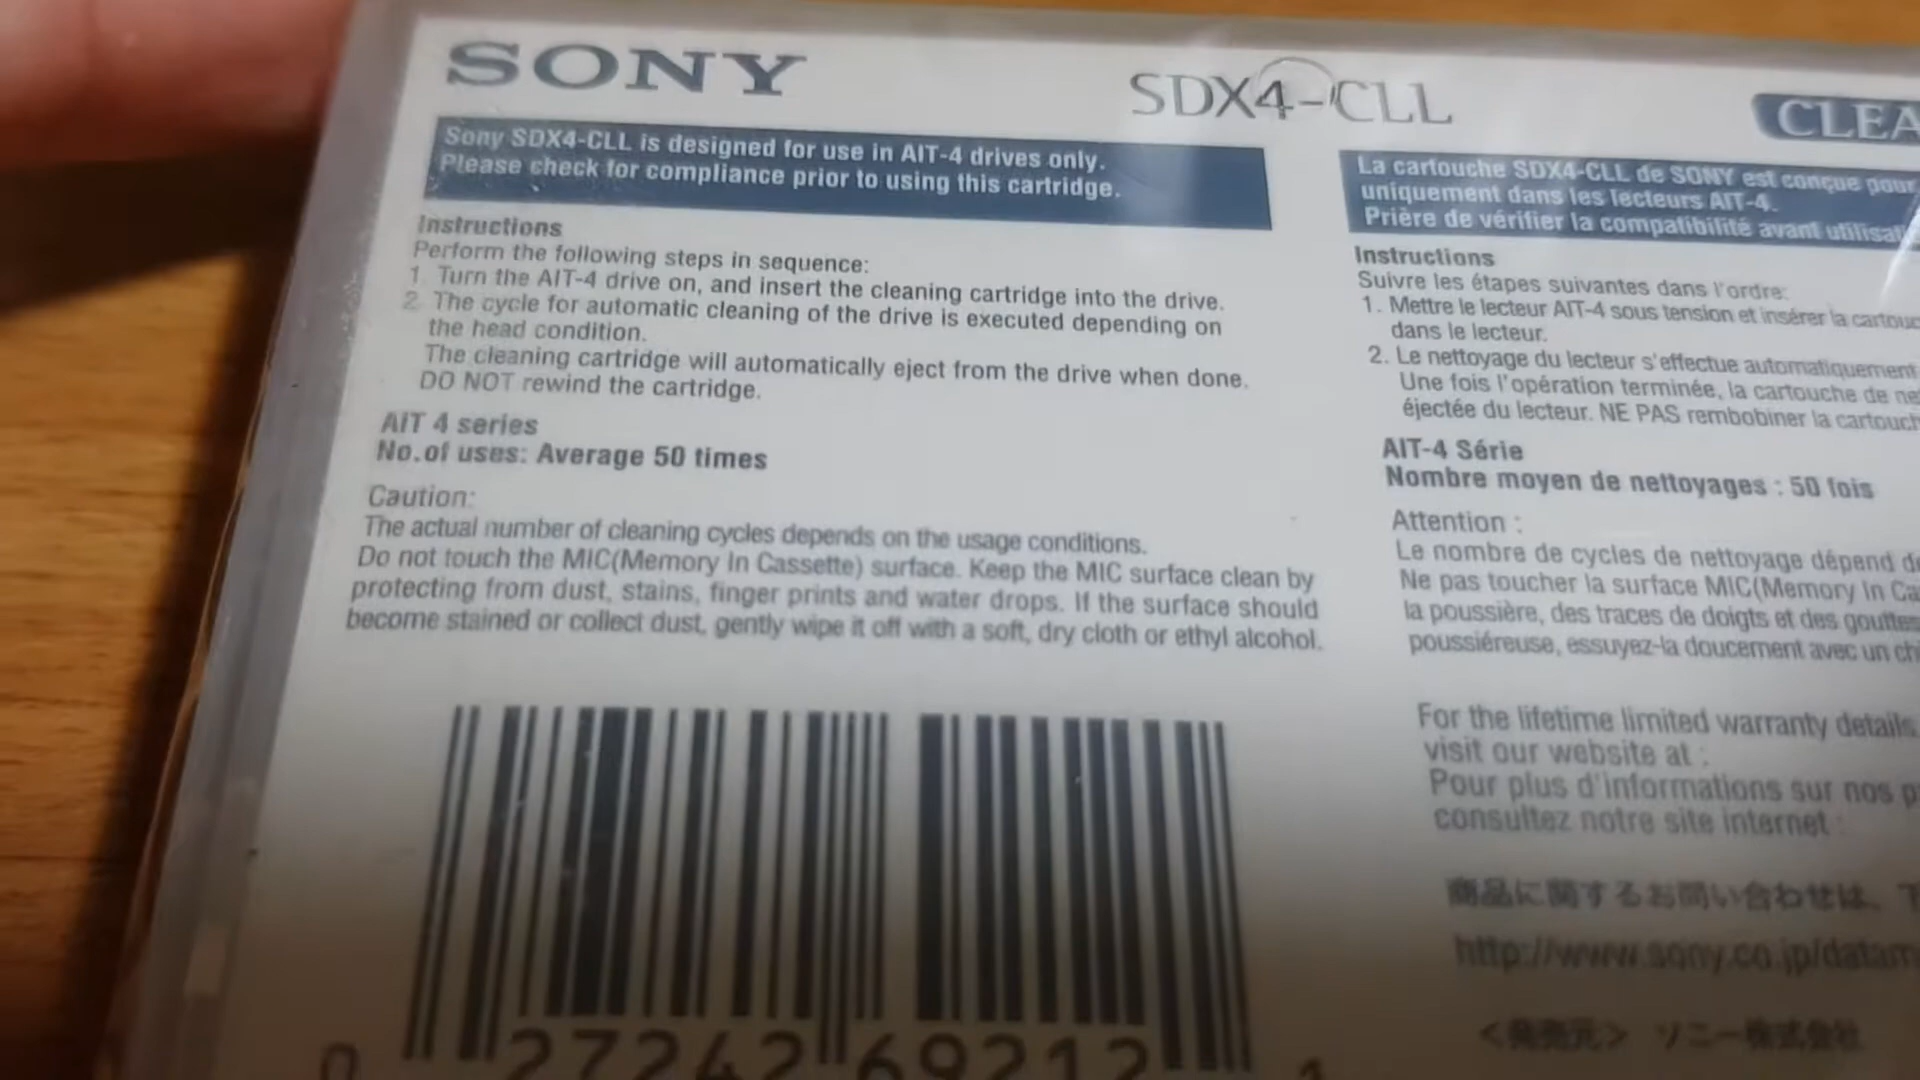 SONY
SDX4-CLL
CLEA
Sony SDX4-CLL is designed for use in AIT-4 drives only.
Please check for compliance prior to using this cartridge.
Instructions
Perform the following steps in sequence:
1. Turn the AIT-4 drive on, and insert the cleaning cartridge into the drive.
2. The cycle for automatic cleaning of the drive is executed depending on
the head condition.
The cleaning cartridge will automatically eject from the drive when done.
DO NOT rewind the cartridge.
AIT 4 series
No.of uses: Average 50 times
Caution:
The actual number of cleaning cycles depends on the usage conditions.
Do not touch the MIC(Memory In Cassette) surface. Keep the MIC surface clean by
protecting from dust, stains, finger prints and water drops. If the surface should
become stained or collect dust, gently wipe it off with a soft, dry cloth or ethyl alcohol.
0 27242 69212 1
La cartouche SDX4-CLL de SONY est conçue pour
uniquement dans les lecteurs AIT-4.
Prière de vérifier la compatibilité avant utilisat
Instructions
Suivre les étapes suivantes dans l'ordre:
1. Mettre le lecteur AIT-4 sous tension et insérer la cartouc
dans le lecteur.
2. Le nettoyage du lecteur s'effectue automatiquement
Une fois l'opération terminée, la cartouche de ne
éjectée du lecteur. NE PAS rembobiner la cartouch
AIT-4 Série
Nombre moyen de nettoyages : 50 fois
Attention :
Le nombre de cycles de nettoyage dépend de
Ne pas toucher la surface MIC(Memory In Ca
la poussière, des traces de doigts et des gouttes
poussiéreuse, essuyez-la doucement avec un ch
For the lifetime limited warranty details
visit our website at :
Pour plus d'informations sur nos p
consultez notre site internet :
商品に関するお問い合わせは、下
http://www.sony.co.jp/datam
<発売元> ソニー株式会社